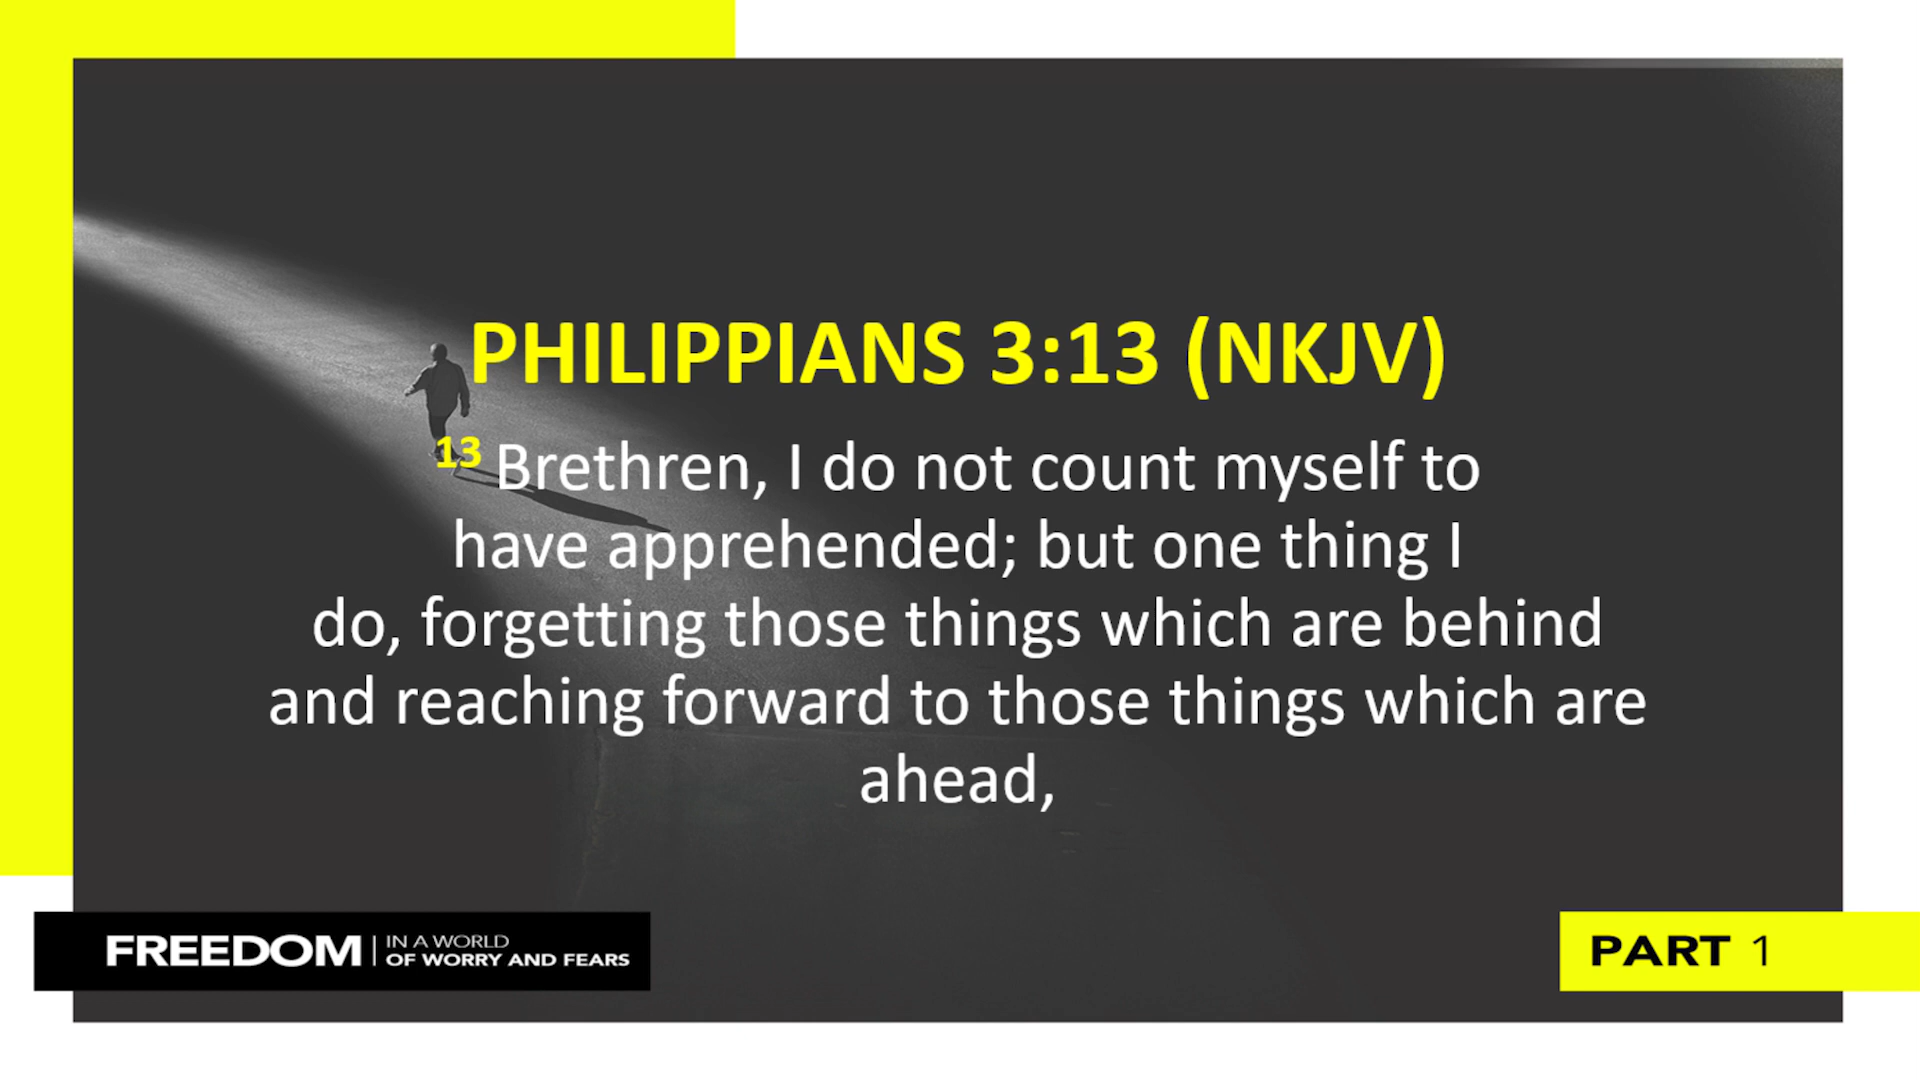 PHILIPPIANS 3:13 (NKJV)
13 Brethren, I do not count myself to
have apprehended; but one thing I
do, forgetting those things which are behind
and reaching forward to those things which are
ahead,
FREEDOM IN A WORLD
OF WORRY AND FEARS
PART 1